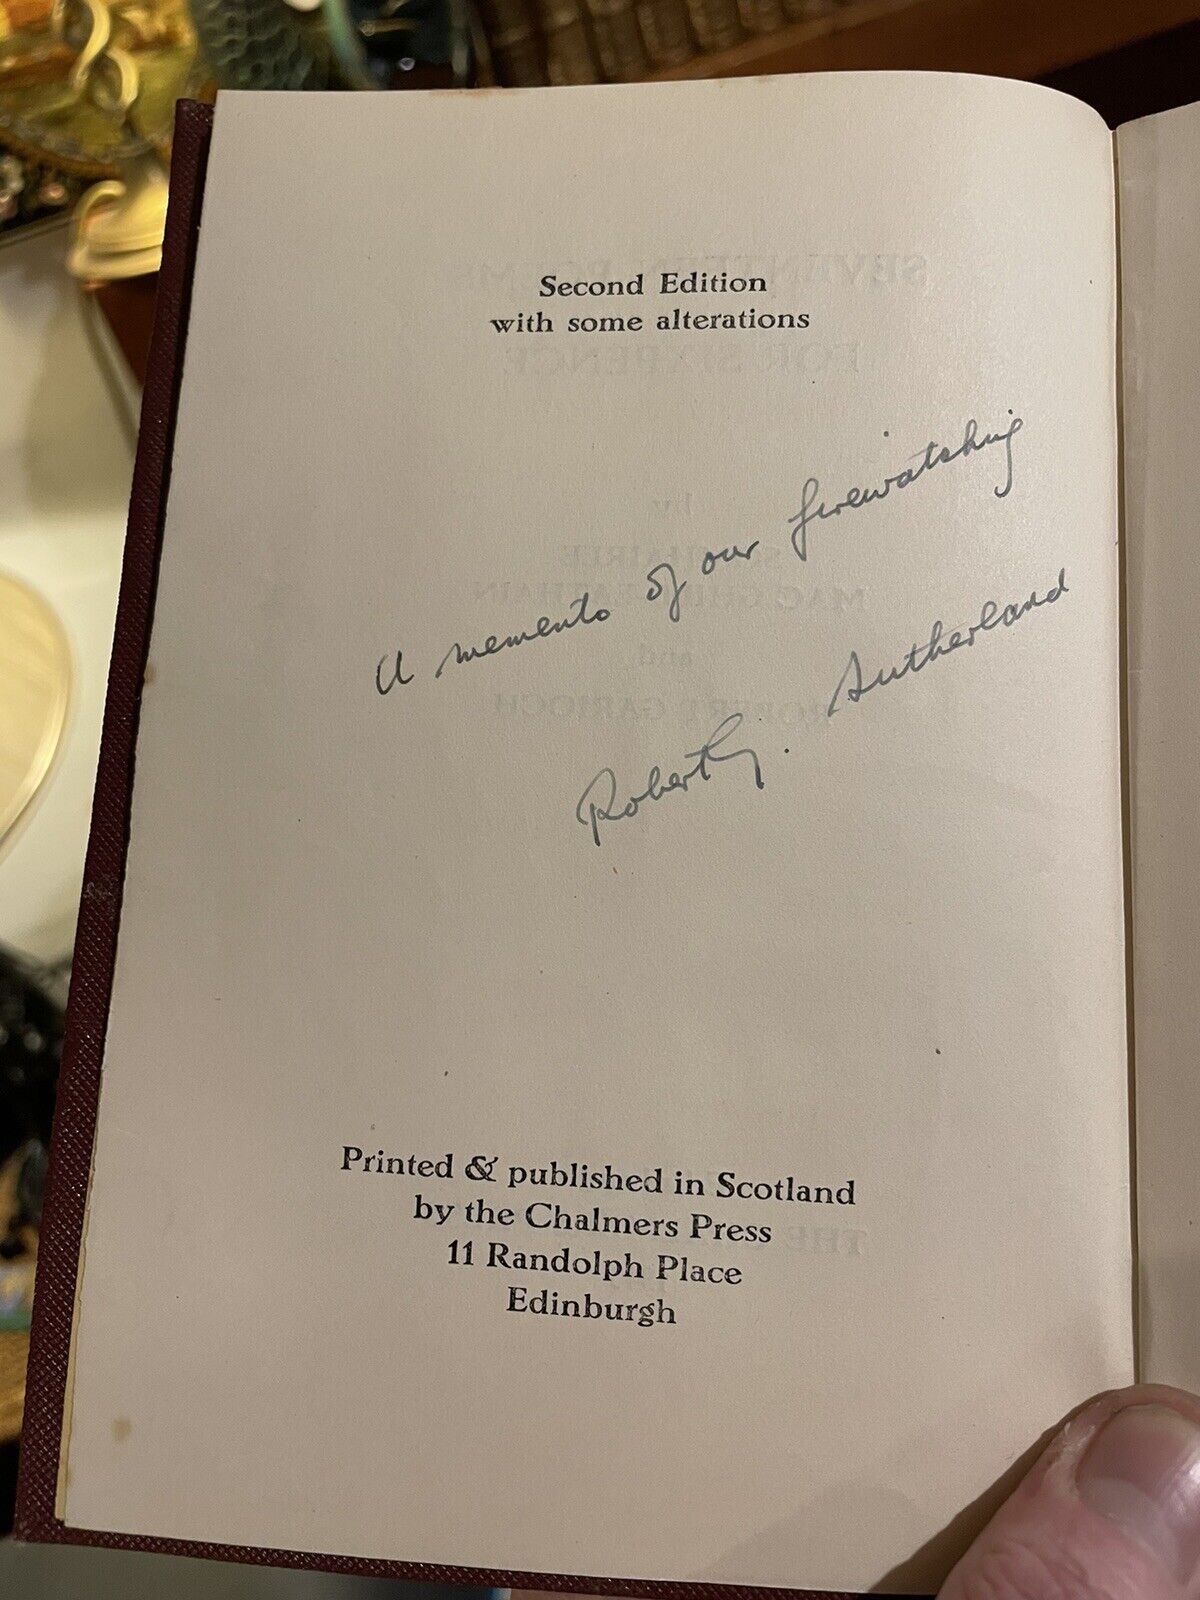 Second Edition
with some alterations
A memento of our firewatching
Robert G. Sutherland
Printed & published in Scotland
by the Chalmers Press
11 Randolph Place
Edinburgh